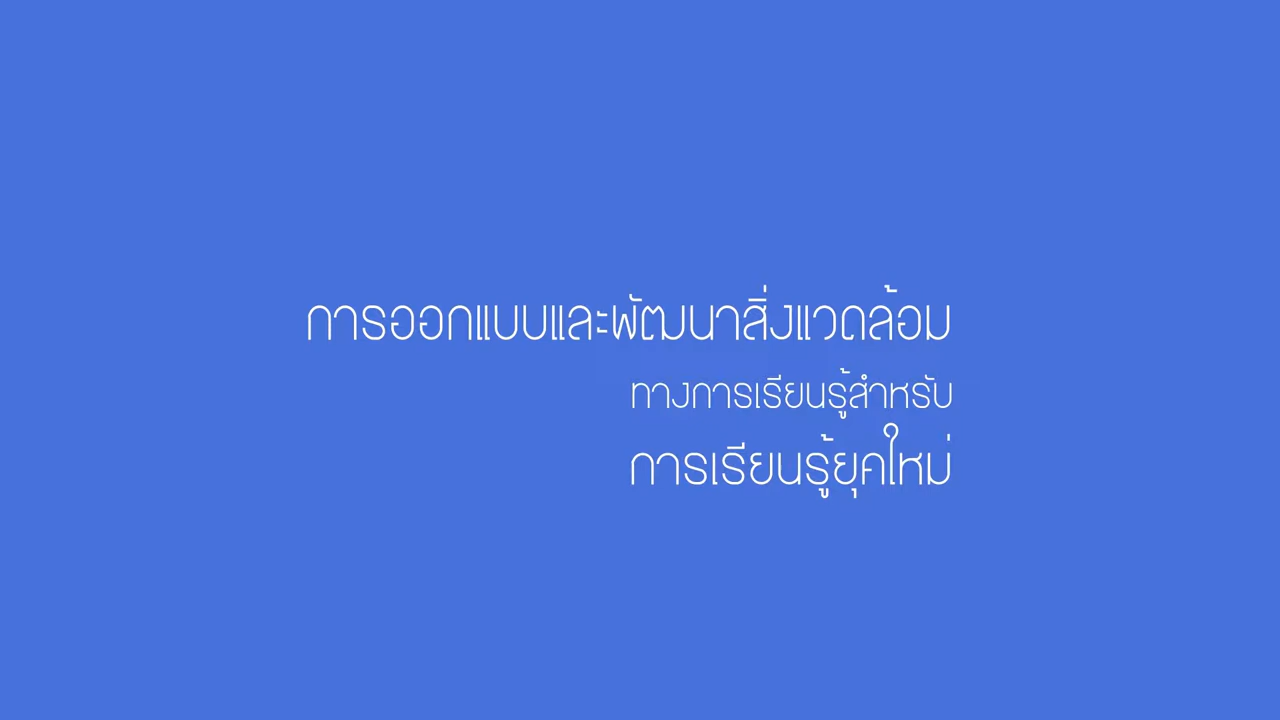 การออกแบบและพัฒนาสิ่งแวดล้อม
ทางการเรียนรู้สำหรับ
การเรียนรู้ยุคใหม่